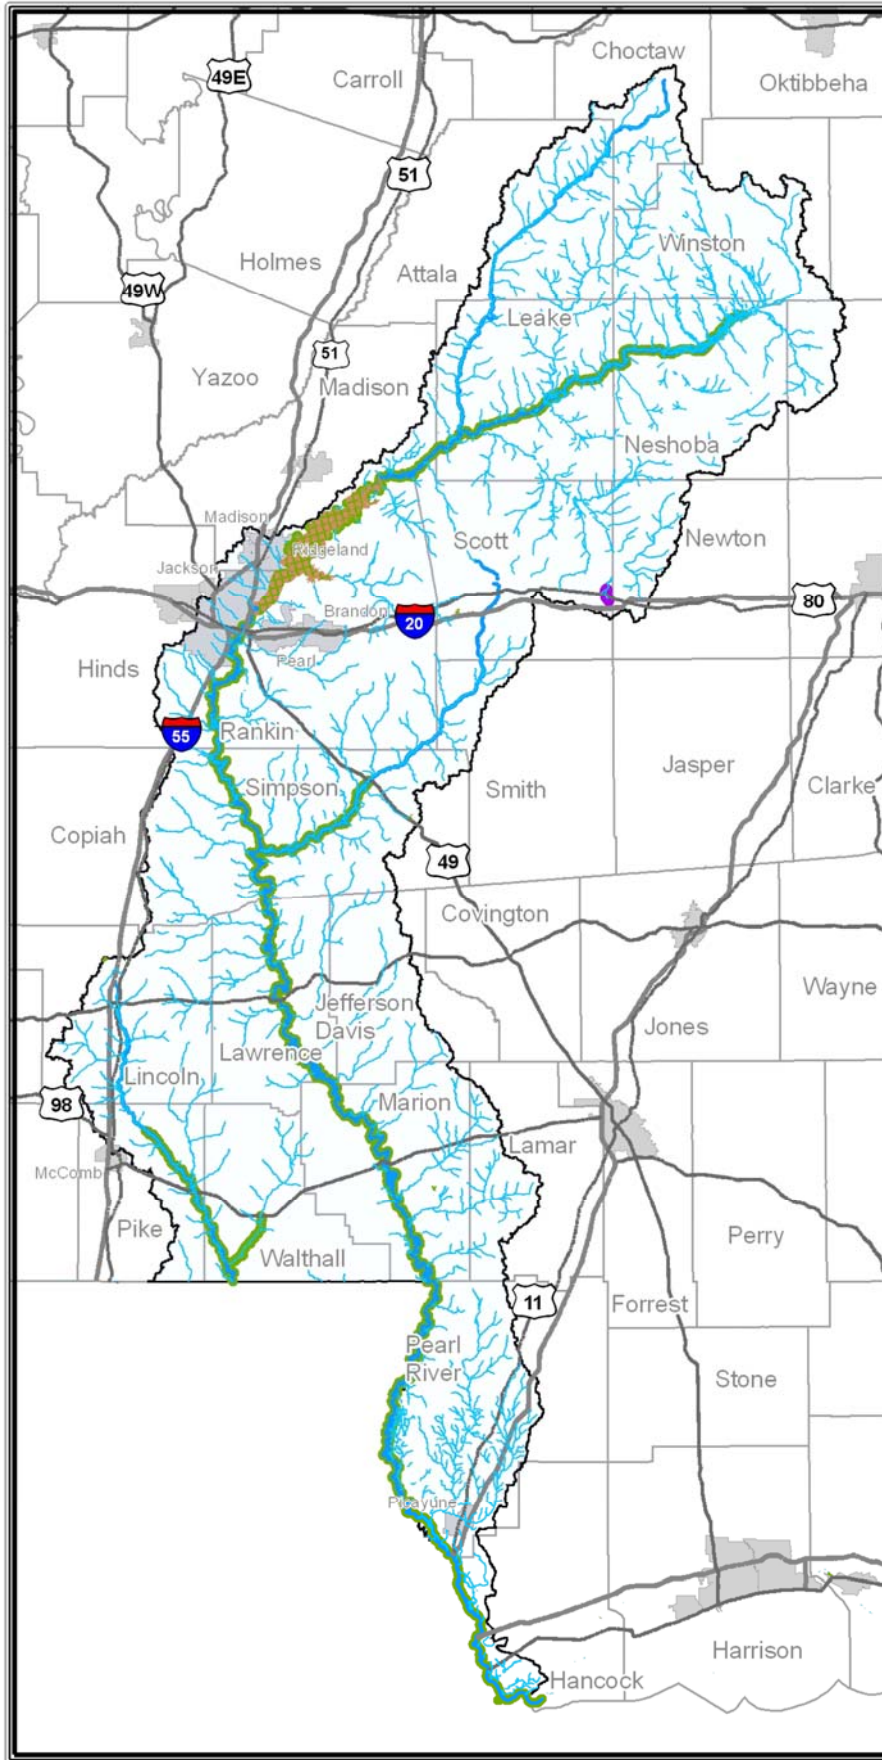 Choctaw
49E
Carroll
Oktibbeha
51
Winston
Holmes
Attala
49W
Leake
51
Yazoo
Madison
Neshoba
Madison
Scott
Newton
Ridgeland
Jackson
80
Brandon
20
Pearl
Hinds
Rankin
55
Jasper
Simpson
Smith
Clarke
Copiah
49
Covington
Wayne
Jefferson
Davis
Jones
Lawrence
Lincoln
98
Marion
Lamar
McComb
Pike
Perry
Walthall
11
Forrest
Pearl
River
Stone
Picayune
Harrison
Hancock